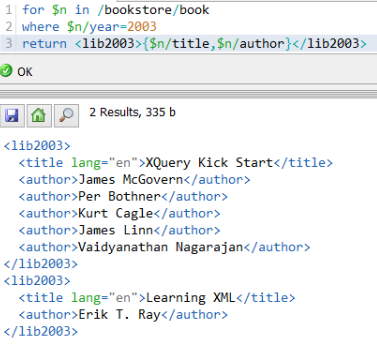 1 for $n in /bookstore/book
2 where $n/year=2003
3 return <lib2003>{$n/title,$n/author}</lib2003>
OK
2 Results, 335 b
<lib2003>
  <title lang="en">XQuery Kick Start</title>
  <author>James McGovern</author>
  <author>Per Bothner</author>
  <author>Kurt Cagle</author>
  <author>James Linn</author>
  <author>Vaidyanathan Nagarajan</author>
</lib2003>
<lib2003>
  <title lang="en">Learning XML</title>
  <author>Erik T. Ray</author>
</lib2003>